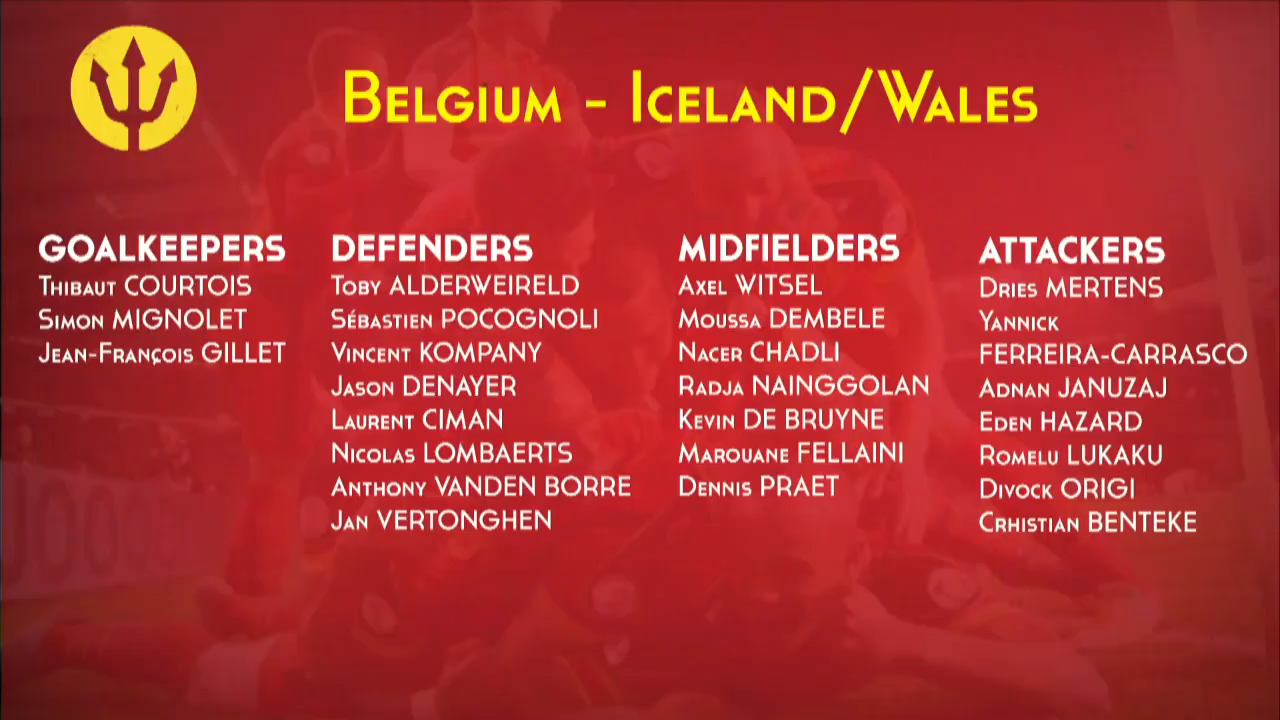 Belgium - Iceland/Wales
GOALKEEPERS
Thibaut COURTOIS
Simon MIGNOLET
Jean-François GILLET
DEFENDERS
Toby ALDERWEIRELD
Sébastien POCOGNOLI
Vincent KOMPANY
Jason DENAYER
Laurent CIMAN
Nicolas LOMBAERTS
Anthony VANDEN BORRE
Jan VERTONGHEN
MIDFIELDERS
Axel WITSEL
Moussa DEMBELE
Nacer CHADLI
Radja NAINGGOLAN
Kevin DE BRUYNE
Marouane FELLAINI
Dennis PRAET
ATTACKERS
Dries MERTENS
Yannick
FERREIRA-CARRASCO
Adnan JANUZAJ
Eden HAZARD
Romelu LUKAKU
Divock ORIGI
Crhistian BENTEKE